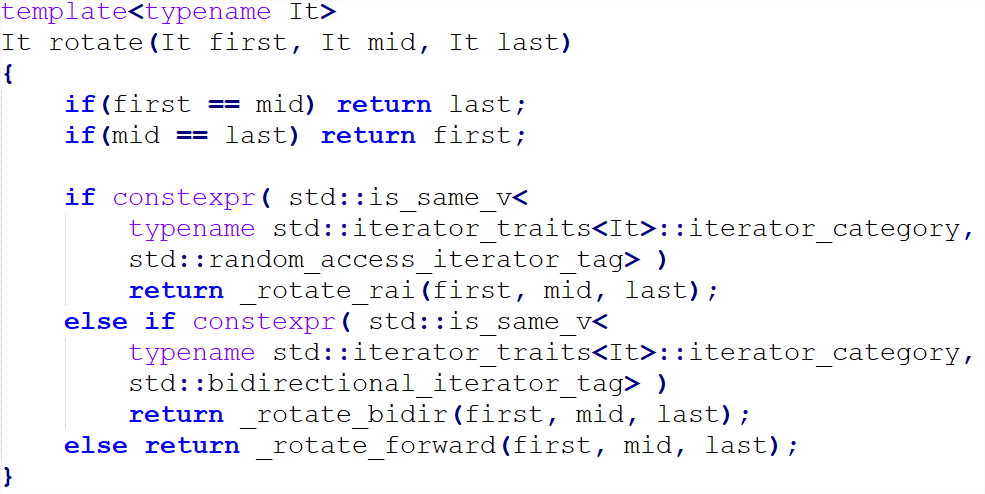 template<typename It>
It rotate(It first, It mid, It last)
{
    if(first == mid) return last;
    if(mid == last) return first;

    if constexpr( std::is_same_v<
        typename std::iterator_traits<It>::iterator_category,
        std::random_access_iterator_tag> )
        return _rotate_rai(first, mid, last);
    else if constexpr( std::is_same_v<
        typename std::iterator_traits<It>::iterator_category,
        std::bidirectional_iterator_tag> )
        return _rotate_bidir(first, mid, last);
    else return _rotate_forward(first, mid, last);
}